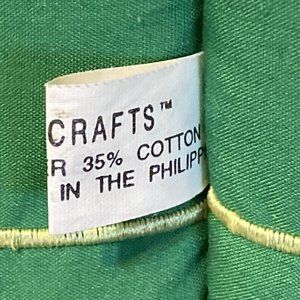 CRAFTS™
R 35% COTTON
IN THE PHILIPP